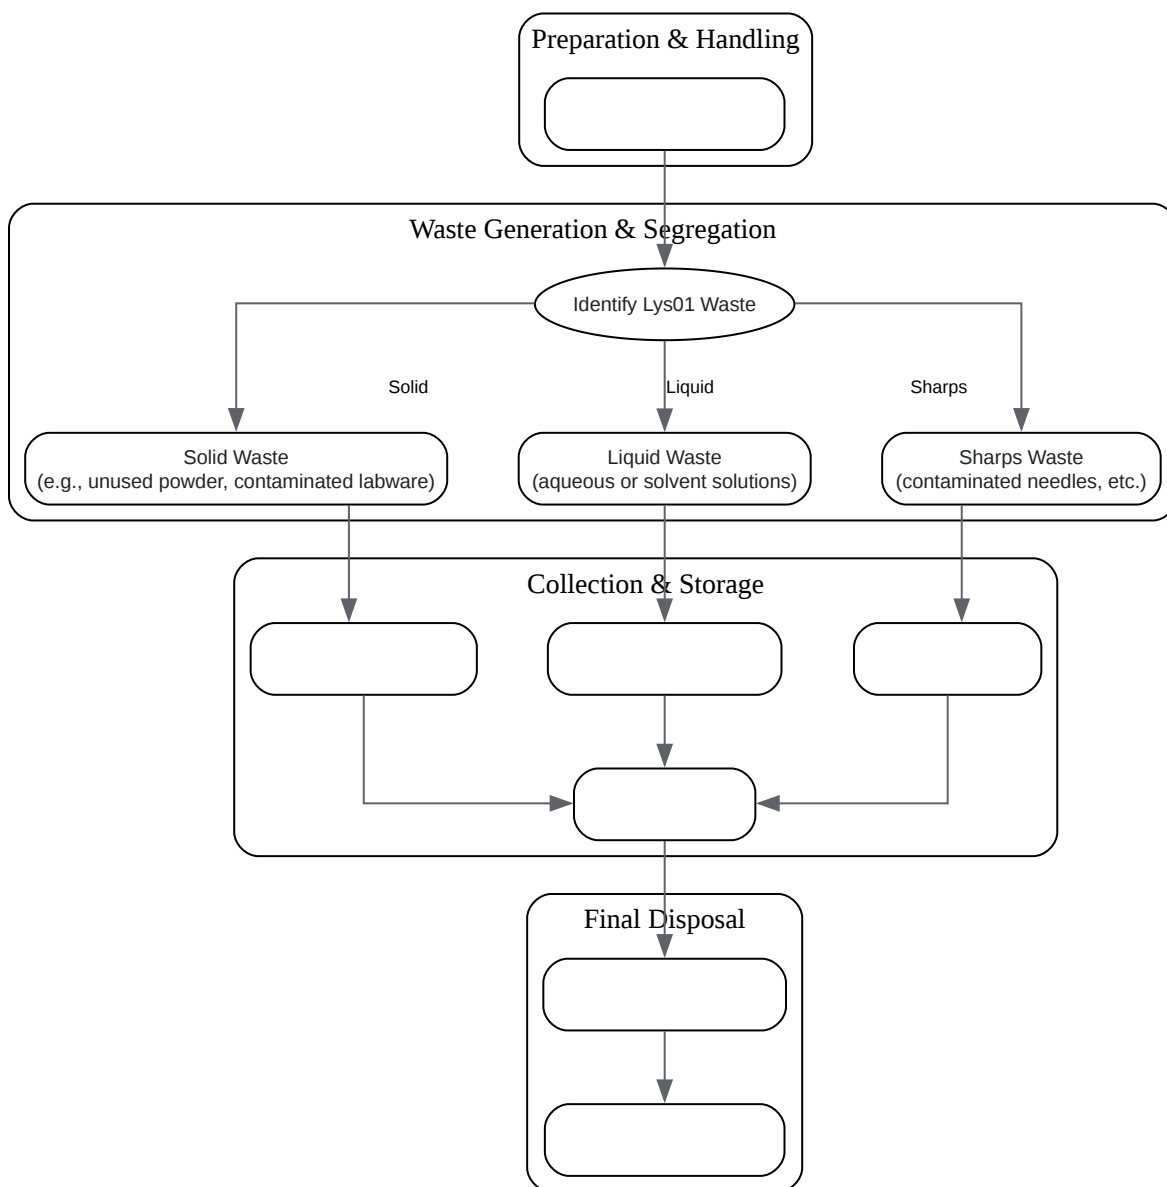 Preparation & Handling
Waste Generation & Segregation
Identify Lys01 Waste
Solid
Liquid
Sharps
Solid Waste
(e.g., unused powder, contaminated labware)
Liquid Waste
(aqueous or solvent solutions)
Sharps Waste
(contaminated needles, etc.)
Collection & Storage
Final Disposal